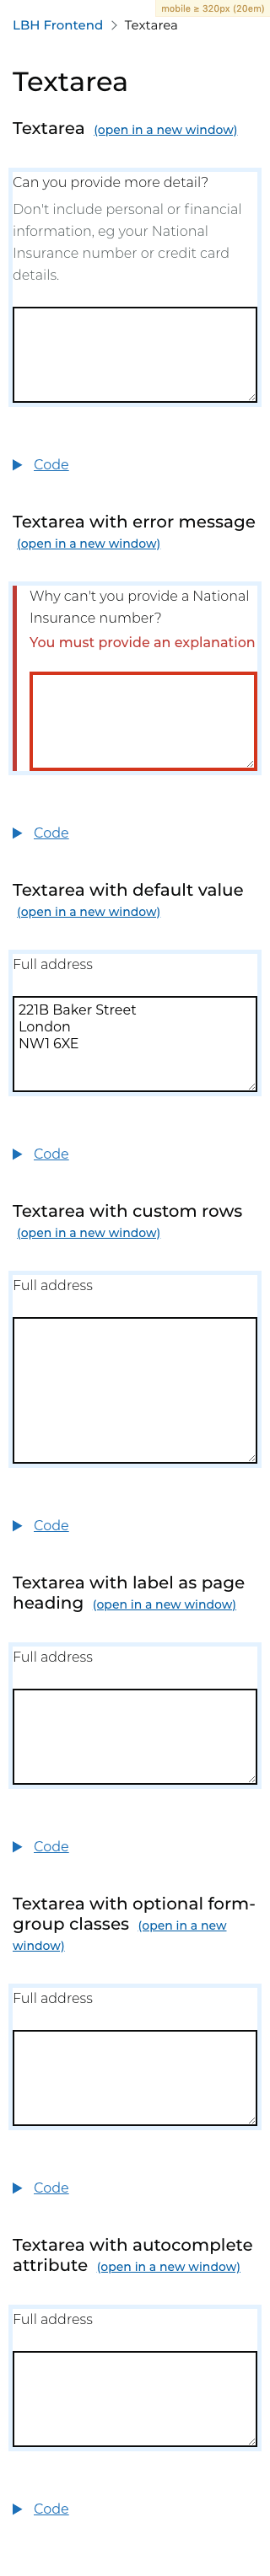 mobile ≥ 320px (20em)
LBH Frontend > Textarea
Textarea
Textarea (open in a new window)
Can you provide more detail?
Don't include personal or financial
information, eg your National
Insurance number or credit card
details.
Code
Textarea with error message
(open in a new window)
Why can't you provide a National
Insurance number?
You must provide an explanation
Code
Textarea with default value
(open in a new window)
Full address
221B Baker Street
London
NW1 6XE
Code
Textarea with custom rows
(open in a new window)
Full address
Code
Textarea with label as page
heading (open in a new window)
Full address
Code
Textarea with optional form-
group classes (open in a new
window)
Full address
Code
Textarea with autocomplete
attribute (open in a new window)
Full address
Code